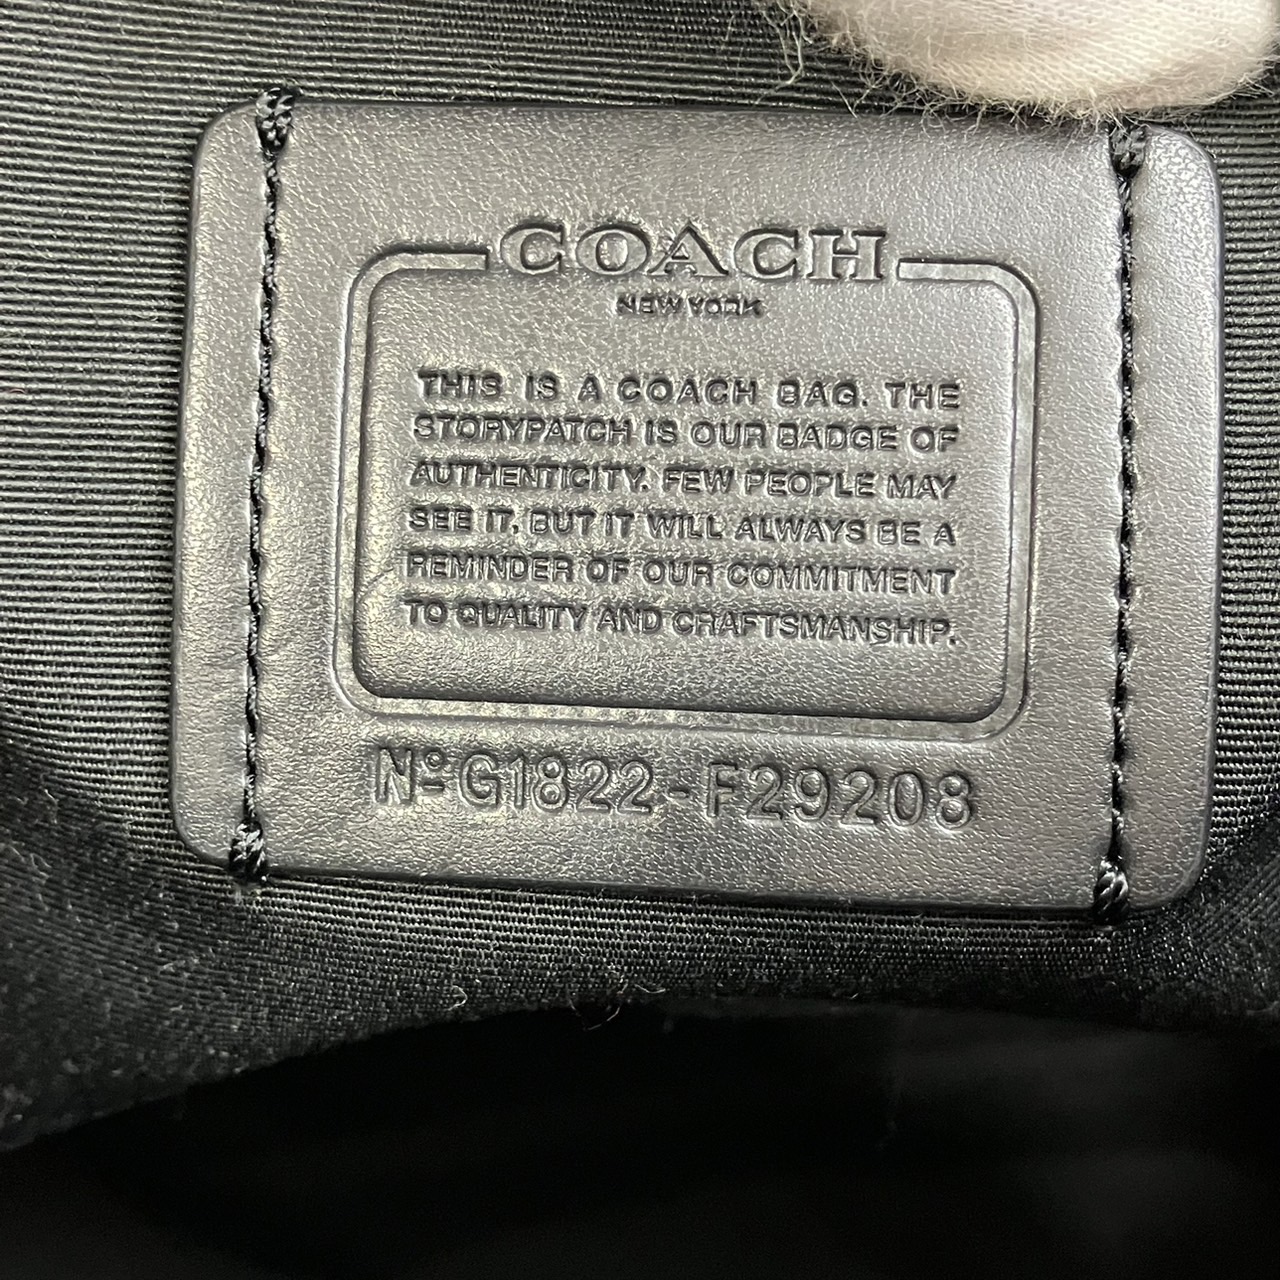 COACH
NEW YORK
THIS IS A COACH BAG. THE
STORYPATCH IS OUR BADGE OF
AUTHENTICITY. FEW PEOPLE MAY
SEE IT, BUT IT WILL ALWAYS BE A
REMINDER OF OUR COMMITMENT
TO QUALITY AND CRAFTSMANSHIP.
Nº G1822-F29208